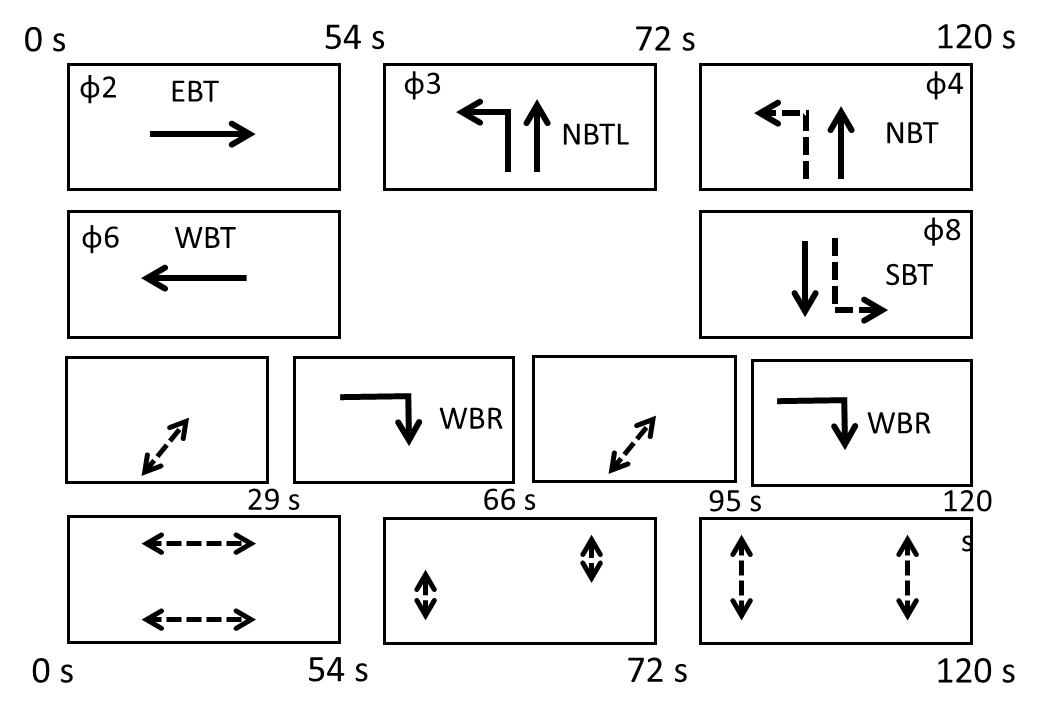 0 s 54 s 72 s 120 s
ϕ2 EBT ϕ3 NBTL ϕ4 NBT
ϕ6 WBT ϕ8 SBT
WBR WBR
29 s 66 s 95 s 120
s
0 s 54 s 72 s 120 s